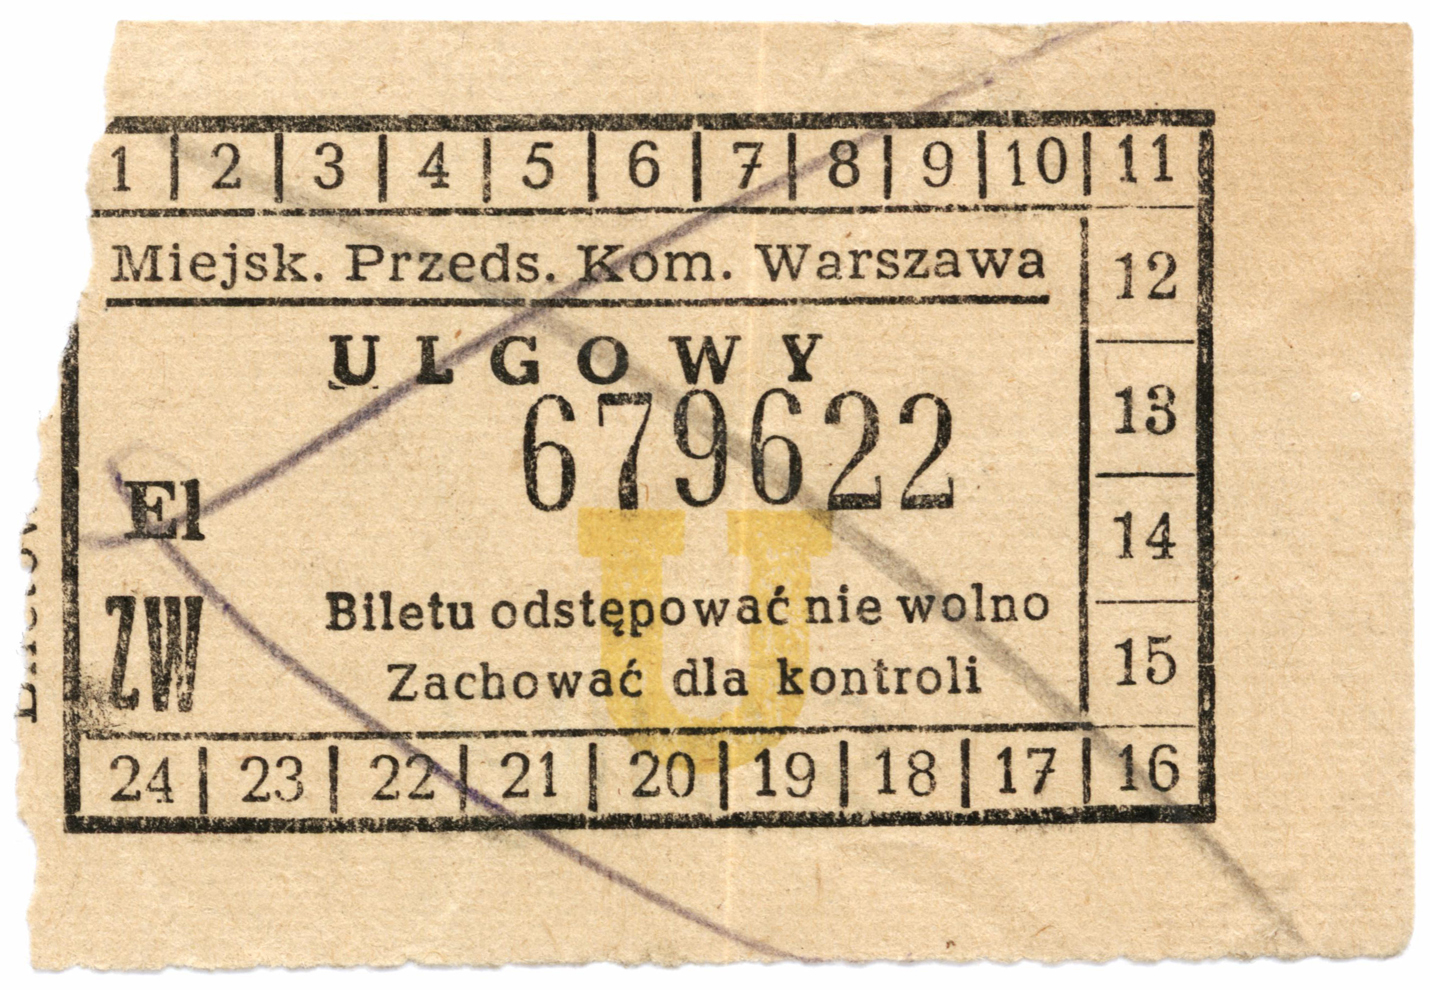 1 | 2 | 3 | 4 | 5 | 6 | 7 | 8 | 9 | 10 | 11
Miejsk. Przeds. Kom. Warszawa
12
ULGOWY
679622
13
El
14
U
ZW
Biletu odstępować nie wolno
Zachować dla kontroli
15
24 | 23 | 22 | 21 | 20 | 19 | 18 | 17 | 16